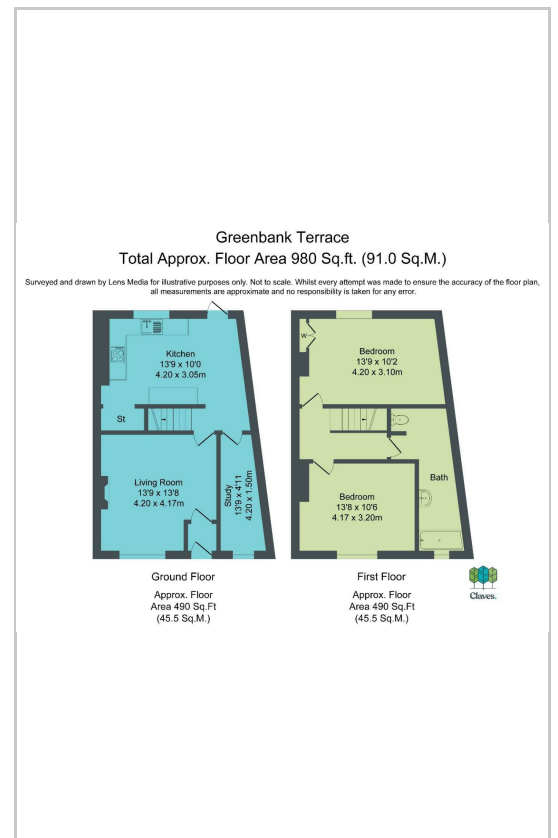 Greenbank Terrace
Total Approx. Floor Area 980 Sq.ft. (91.0 Sq.M.)
Surveyed and drawn by Lens Media for illustrative purposes only. Not to scale. Whilst every attempt was made to ensure the accuracy of the floor plan,
all measurements are approximate and no responsibility is taken for any error.
Kitchen
13'9 x 10'0
4.20 x 3.05m
St
Living Room
13'9 x 13'8
4.20 x 4.17m
Study
13'9 x 4'11
4.20 x 1.50m
Ground Floor
Approx. Floor
Area 490 Sq.Ft
(45.5 Sq.M.)
W
Bedroom
13'9 x 10'2
4.20 x 3.10m
Bath
Bedroom
13'8 x 10'6
4.17 x 3.20m
First Floor
Approx. Floor
Area 490 Sq.Ft
(45.5 Sq.M.)
Claves.